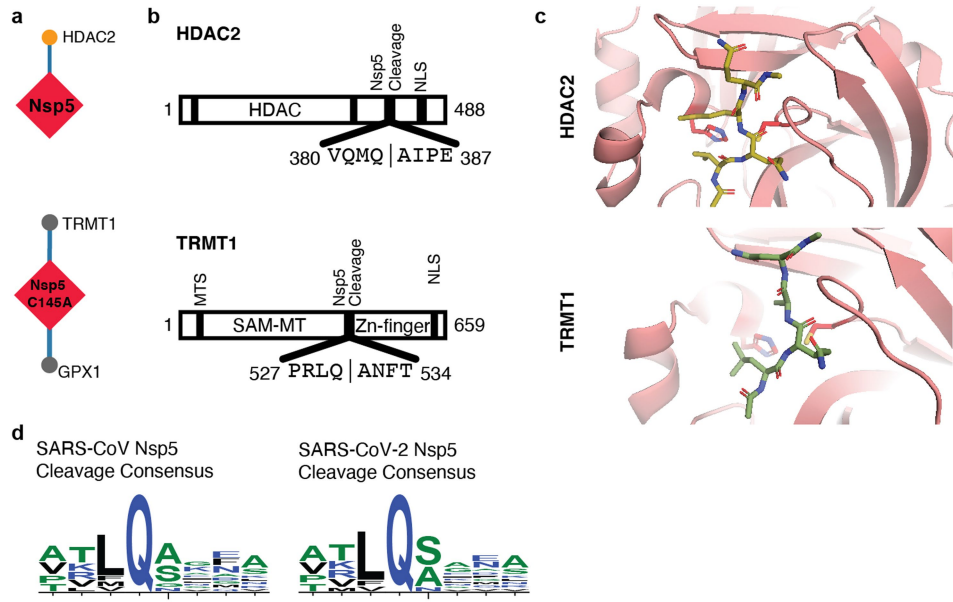 a
HDAC2
Nsp5
TRMT1
Nsp5
C145A
GPX1
b
HDAC2
Nsp5
Cleavage
NLS
1
HDAC
488
380 VQMQ AIPE 387
TRMT1
MTS
Nsp5
Cleavage
NLS
1
SAM-MT
Zn-finger
659
527 PRLQ ANFT 534
c
HDAC2
TRMT1
d
SARS-CoV Nsp5
Cleavage Consensus
SARS-CoV-2 Nsp5
Cleavage Consensus